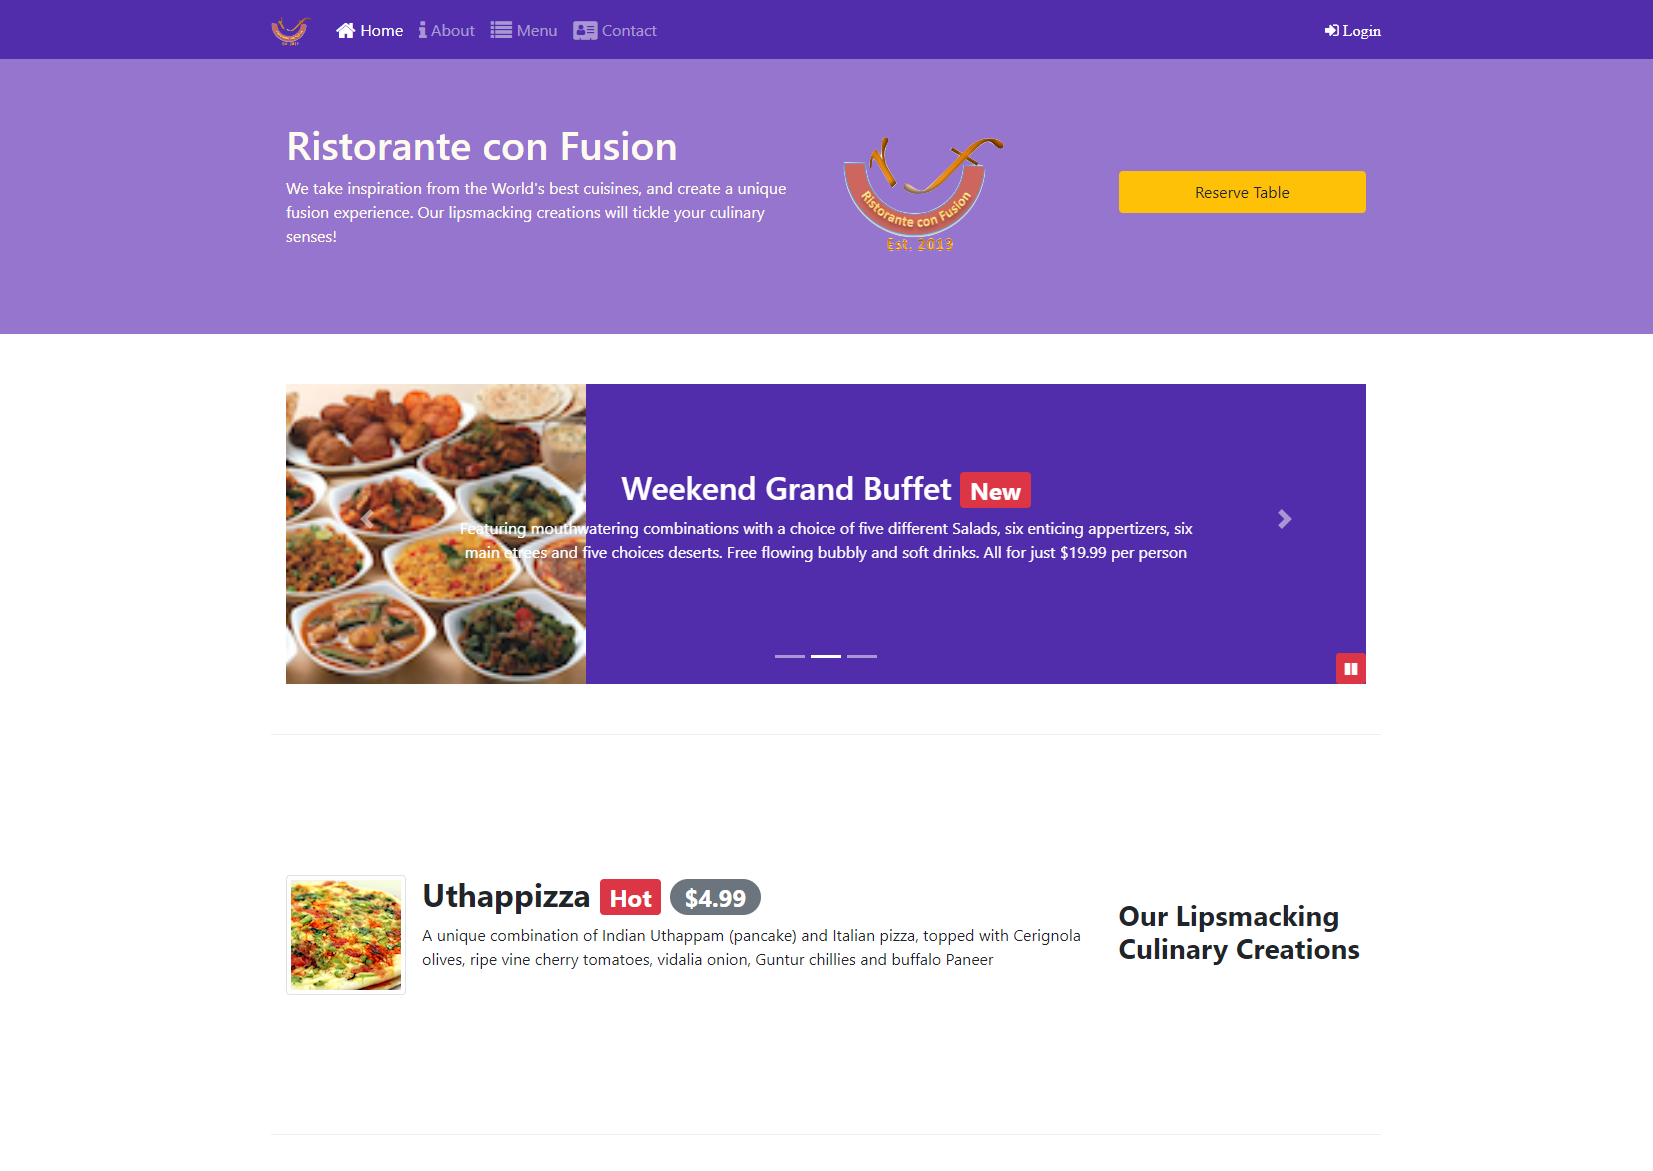 Home About Menu Contact Login
Ristorante con Fusion
We take inspiration from the World's best cuisines, and create a unique
fusion experience. Our lipsmacking creations will tickle your culinary
senses!
Ristorante con Fusion
Est. 2013
Reserve Table
Weekend Grand Buffet New
Featuring mouthwatering combinations with a choice of five different Salads, six enticing appertizers, six
main etrees and five choices deserts. Free flowing bubbly and soft drinks. All for just $19.99 per person
Uthappizza Hot $4.99
A unique combination of Indian Uthappam (pancake) and Italian pizza, topped with Cerignola
olives, ripe vine cherry tomatoes, vidalia onion, Guntur chillies and buffalo Paneer
Our Lipsmacking
Culinary Creations